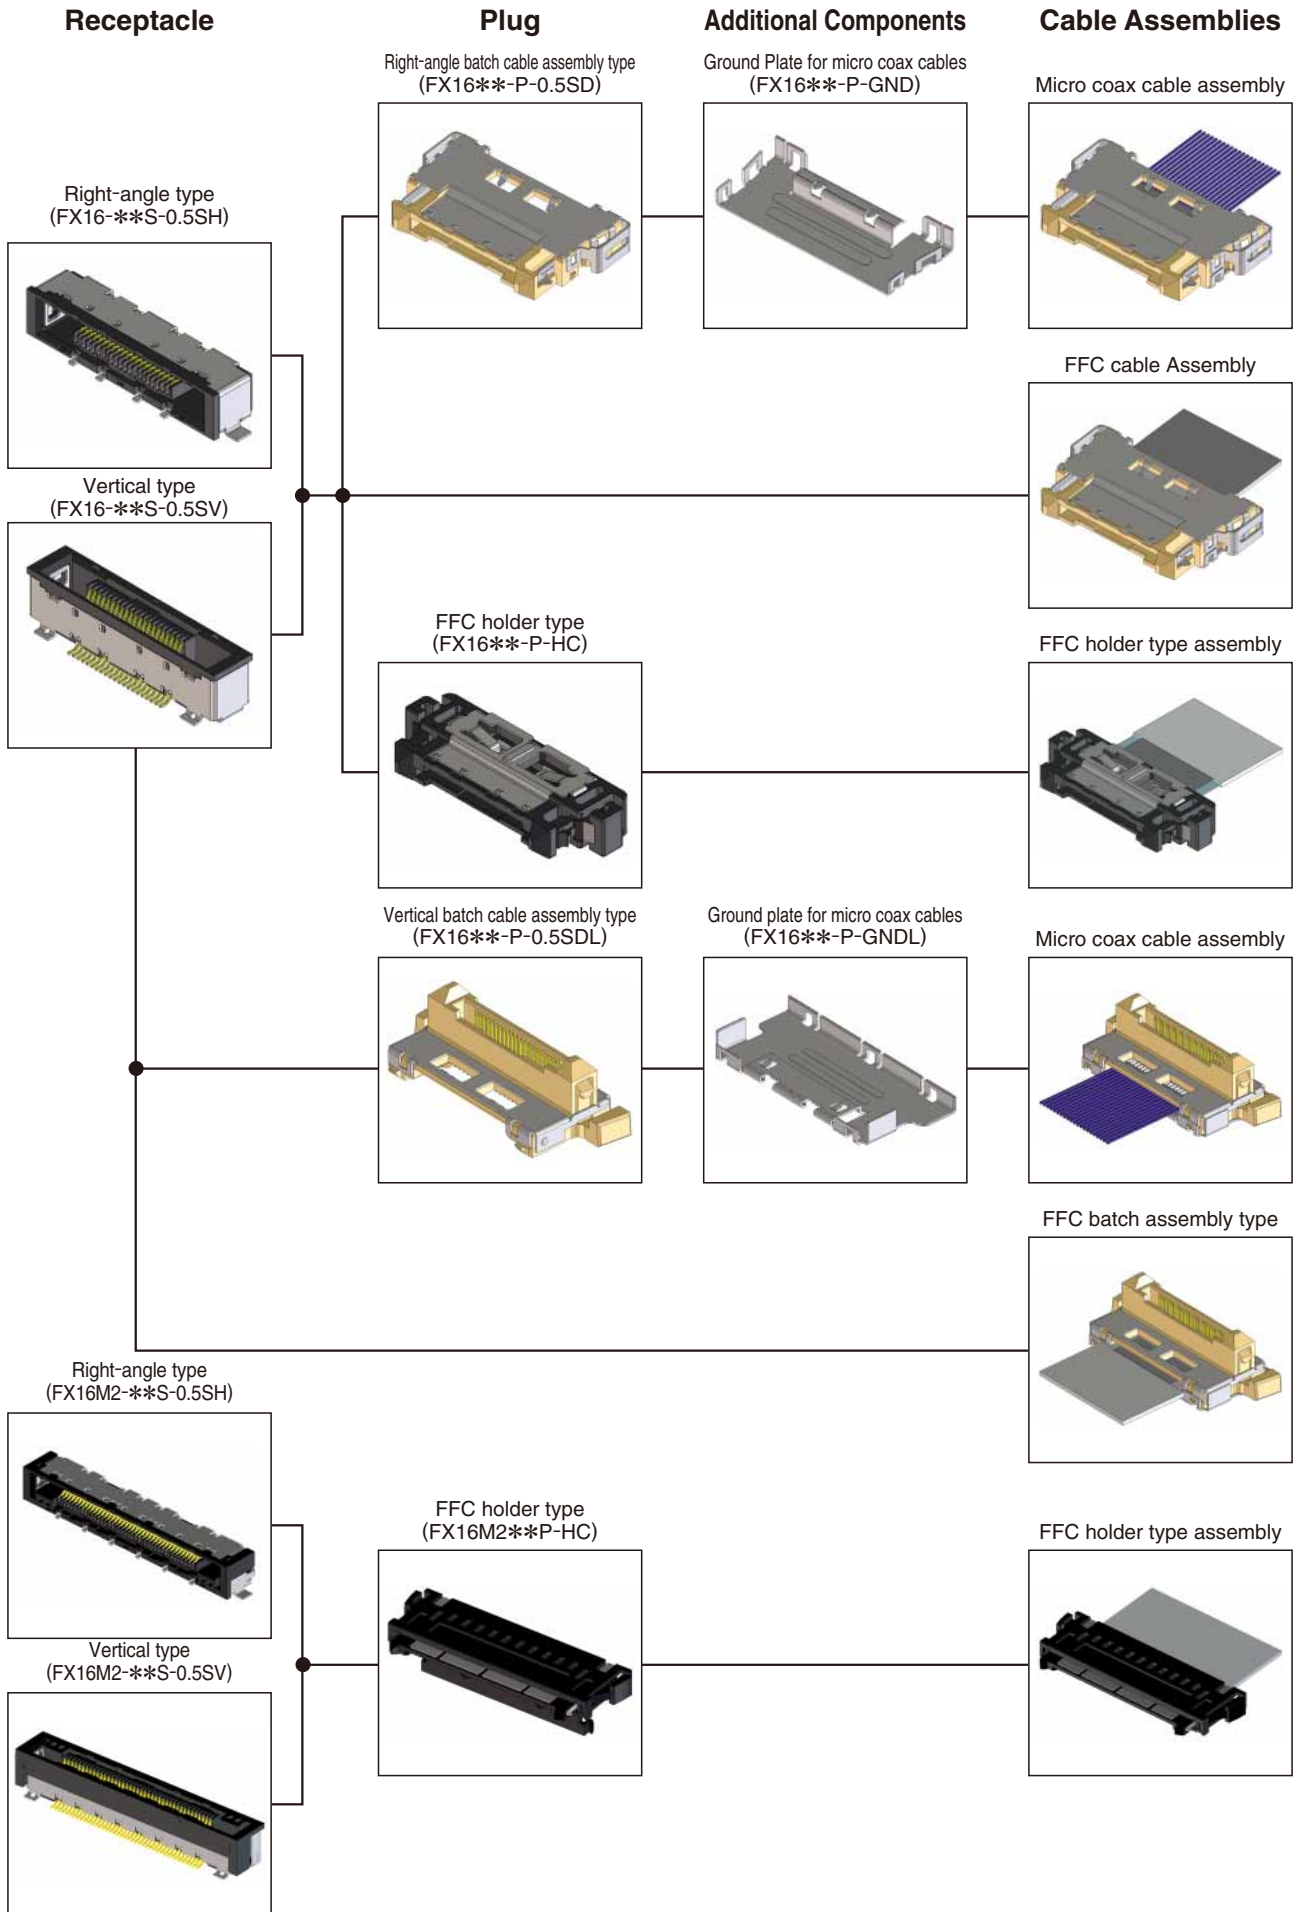 Receptacle
Plug
Additional Components
Cable Assemblies
Right-angle batch cable assembly type
(FX16**-P-0.5SD)
Ground Plate for micro coax cables
(FX16**-P-GND)
Micro coax cable assembly
Right-angle type
(FX16-**S-0.5SH)
FFC cable Assembly
Vertical type
(FX16-**S-0.5SV)
FFC holder type
(FX16**-P-HC)
FFC holder type assembly
Vertical batch cable assembly type
(FX16**-P-0.5SDL)
Ground plate for micro coax cables
(FX16**-P-GNDL)
Micro coax cable assembly
FFC batch assembly type
Right-angle type
(FX16M2-**S-0.5SH)
FFC holder type
(FX16M2**P-HC)
FFC holder type assembly
Vertical type
(FX16M2-**S-0.5SV)